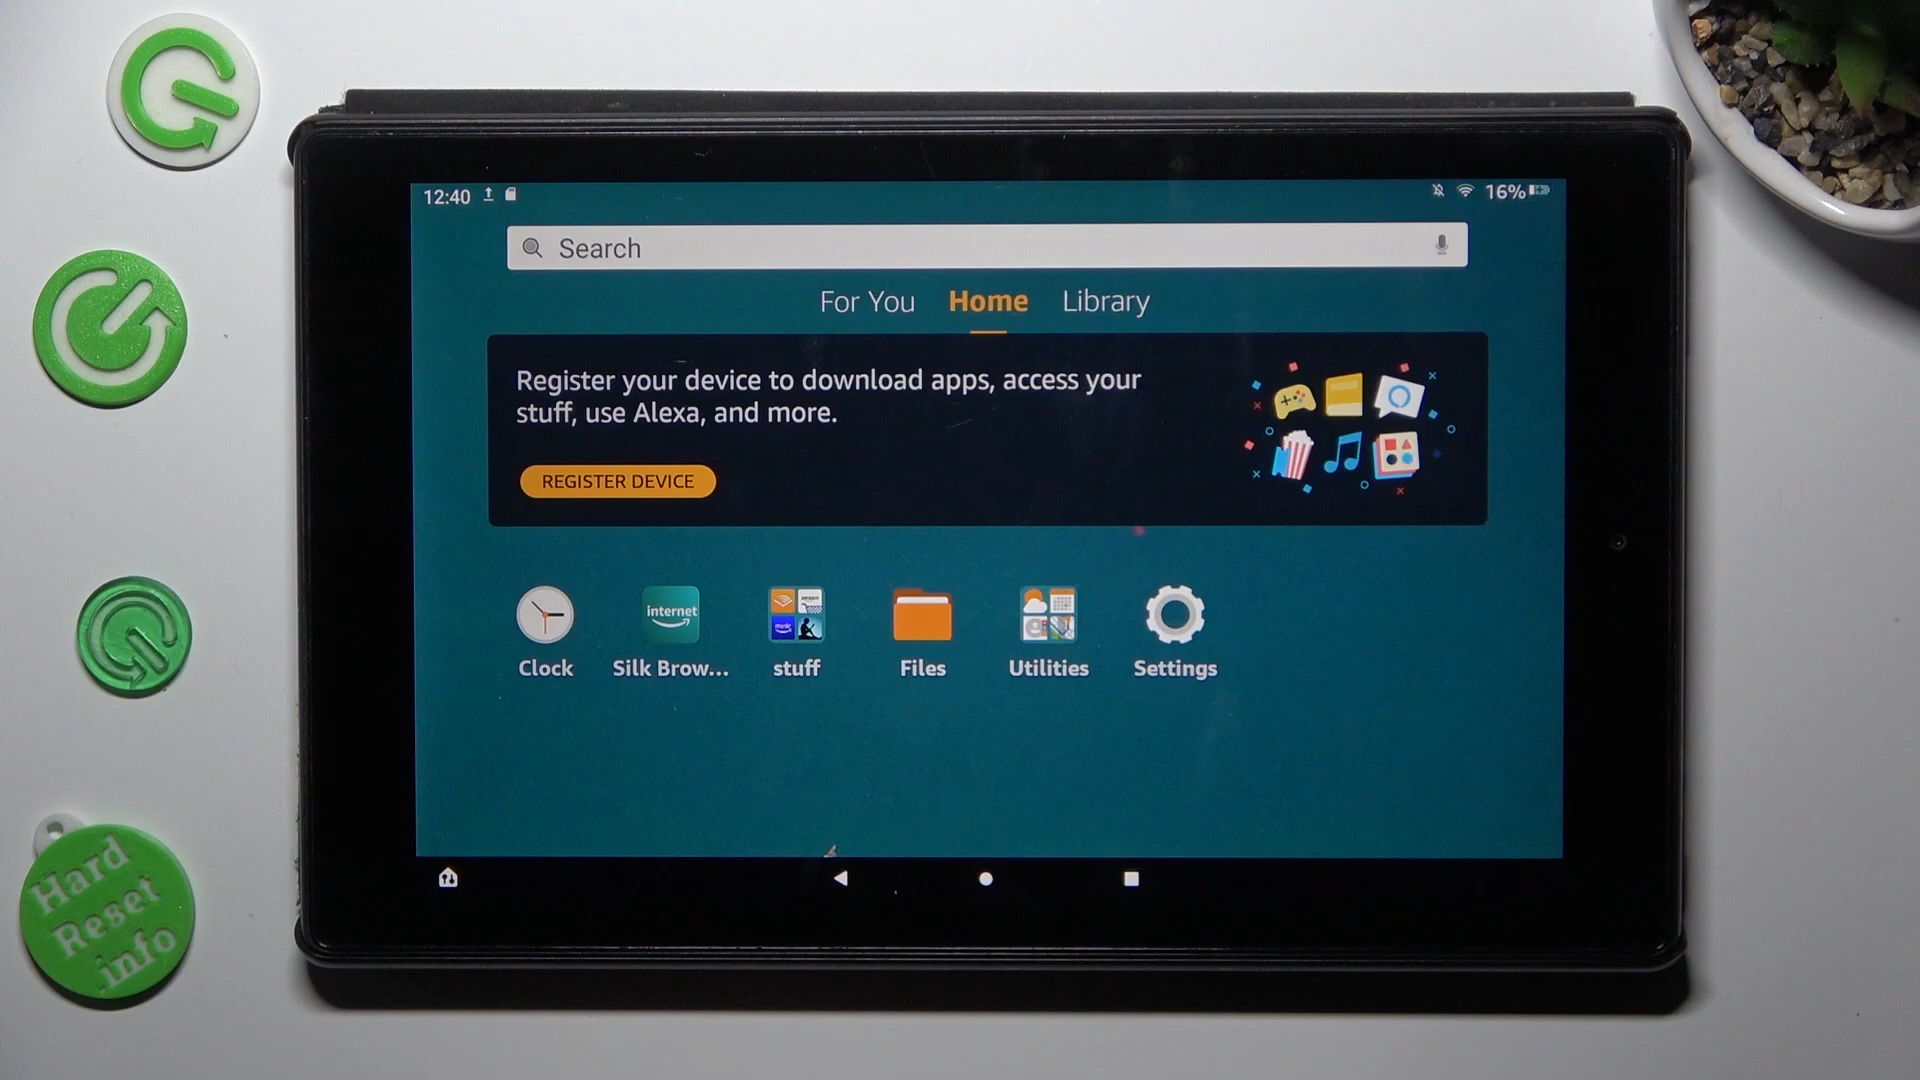 12:40
16%
Search
For You Home Library
Register your device to download apps, access your
stuff, use Alexa, and more.
REGISTER DEVICE
internet
Clock Silk Brow... stuff Files Utilities Settings
Hard
Reset
.info